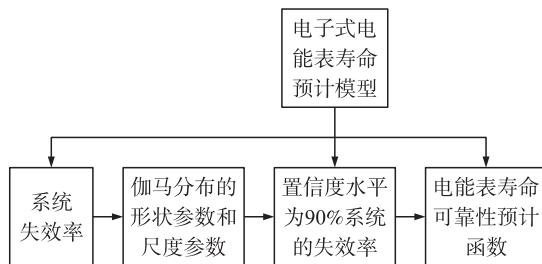 电子式电
能表寿命
预计模型
系统
失效率
伽马分布的
形状参数和
尺度参数
置信度水平
为90%系统
的失效率
电能表寿命
可靠性预计
函数